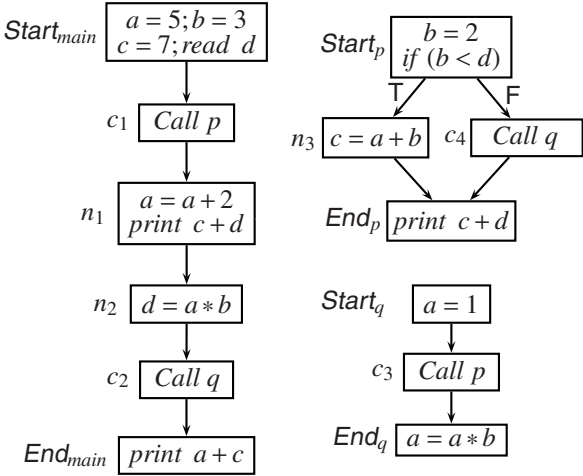 Start_main
a = 5; b = 3
c = 7; read d
c_1
Call p
n_1
a = a + 2
print c + d
n_2
d = a * b
c_2
Call q
End_main
print a + c
Start_p
b = 2
if (b < d)
T
F
n_3
c = a + b
c_4
Call q
End_p
print c + d
Start_q
a = 1
c_3
Call p
End_q
a = a * b